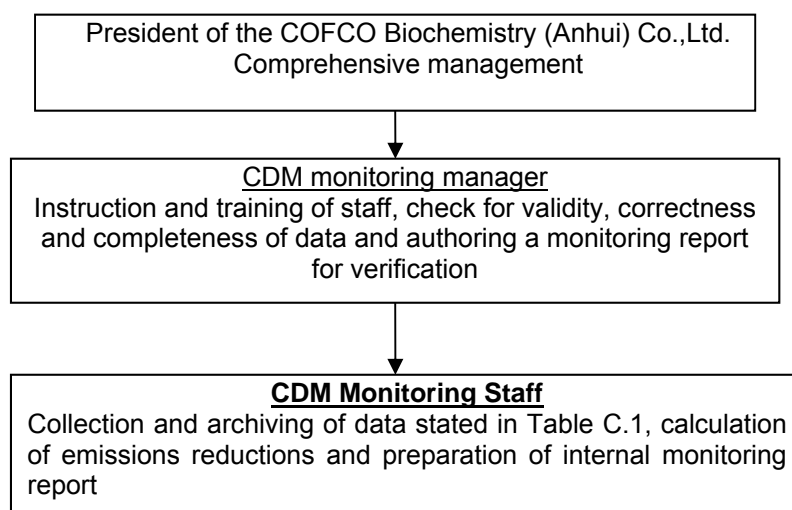 President of the COFCO Biochemistry (Anhui) Co.,Ltd.
Comprehensive management
CDM monitoring manager
Instruction and training of staff, check for validity, correctness
and completeness of data and authoring a monitoring report
for verification
CDM Monitoring Staff
Collection and archiving of data stated in Table C.1, calculation
of emissions reductions and preparation of internal monitoring
report